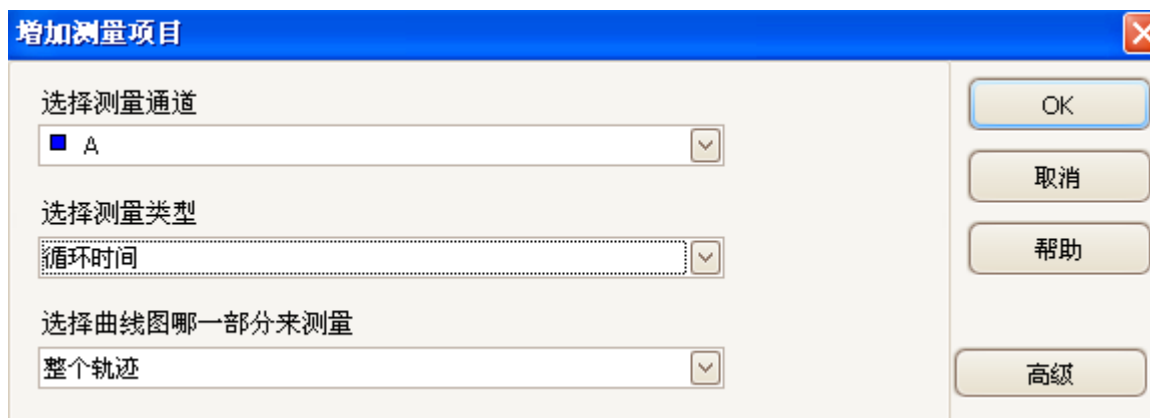 增加测量项目
选择测量通道
A
选择测量类型
循环时间
选择曲线图哪一部分来测量
整个轨迹
OK
取消
帮助
高级